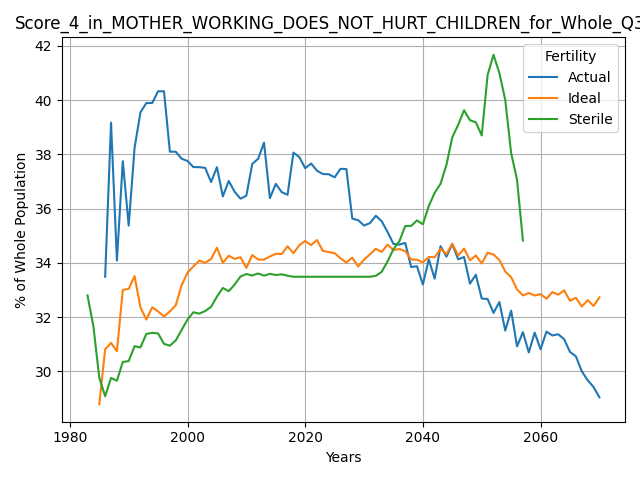 Score_4_in_MOTHER_WORKING_DOES_NOT_HURT_CHILDREN_for_Whole_Q3
Fertility
Actual
Ideal
Sterile
% of Whole Population
42
40
38
36
34
32
30
1980 2000 2020 2040 2060
Years